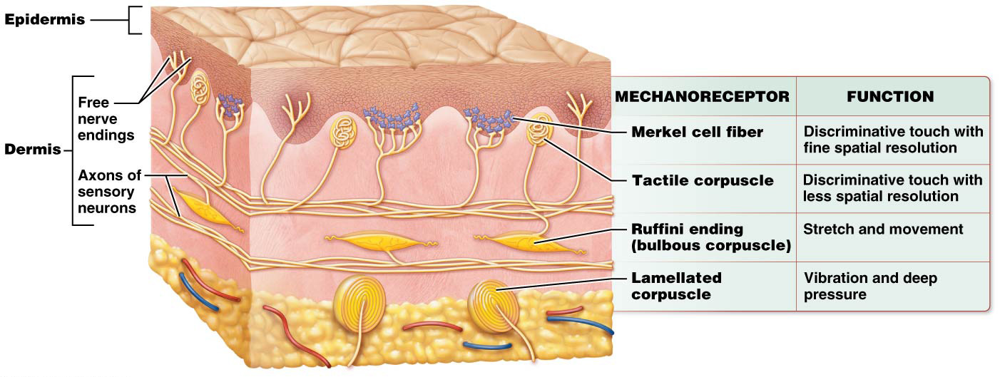 Epidermis
Dermis
Free
nerve
endings
Axons of
sensory
neurons
MECHANORECEPTOR FUNCTION
Merkel cell fiber
Discriminative touch with
fine spatial resolution
Tactile corpuscle
Discriminative touch with
less spatial resolution
Ruffini ending
(bulbous corpuscle)
Stretch and movement
Lamellated
corpuscle
Vibration and deep
pressure